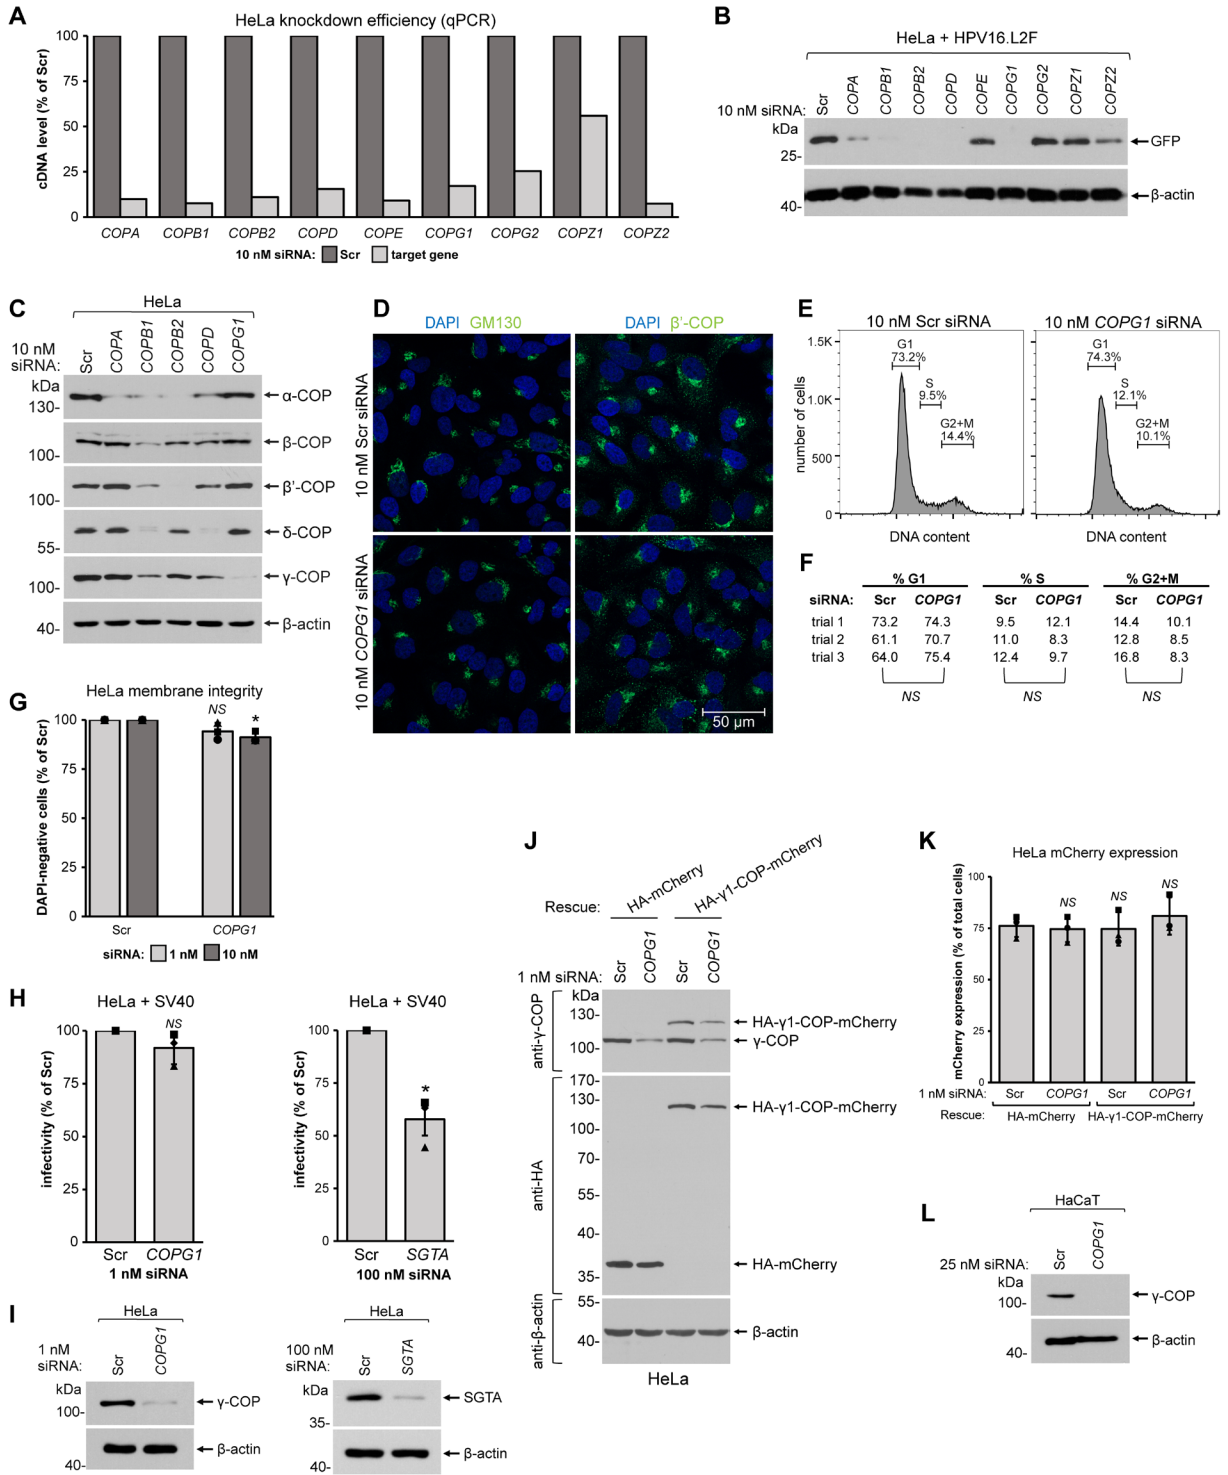 A
HeLa knockdown efficiency (qPCR)
cDNA level (% of Scr)
100
75
50
25
0
COPA COPB1 COPB2 COPD COPE COPG1 COPG2 COPZ1 COPZ2
10 nM siRNA: Scr target gene
B
HeLa + HPV16.L2F
10 nM siRNA: Scr COPA COPB1 COPB2 COPD COPE COPG1 COPG2 COPZ1 COPZ2
kDa
25-
GFP
40-
β-actin
C
HeLa
10 nM
siRNA: Scr COPA COPB1 COPB2 COPD COPG1
kDa
130-
α-COP
100-
β-COP
100-
β'-COP
55-
δ-COP
100-
γ-COP
40-
β-actin
D
DAPI GM130
DAPI β'-COP
10 nM Scr siRNA
10 nM COPG1 siRNA
50 µm
E
10 nM Scr siRNA
10 nM COPG1 siRNA
number of cells
1.5K
1.0K
500
0
G1
73.2%
S
9.5%
G2+M
14.4%
0
DNA content
G1
74.3%
S
12.1%
G2+M
10.1%
0
DNA content
F
% G1 % S % G2+M
siRNA: Scr COPG1 Scr COPG1 Scr COPG1
trial 1 73.2 74.3 9.5 12.1 14.4 10.1
trial 2 61.1 70.7 11.0 8.3 12.8 8.5
trial 3 64.0 75.4 12.4 9.7 16.8 8.3
NS NS NS
G
HeLa membrane integrity
DAPI-negative cells (% of Scr)
100
75
50
25
0
NS
*
Scr COPG1
siRNA: 1 nM 10 nM
H
HeLa + SV40
infectivity (% of Scr)
100
75
50
25
0
NS
Scr COPG1
1 nM siRNA
HeLa + SV40
infectivity (% of Scr)
100
75
50
25
0
*
Scr SGTA
100 nM siRNA
I
HeLa
1 nM
siRNA: Scr COPG1
kDa
100-
γ-COP
40-
β-actin
HeLa
100 nM
siRNA: Scr SGTA
kDa
35-
SGTA
40-
β-actin
J
Rescue: HA-mCherry HA-γ1-COP-mCherry
1 nM siRNA: Scr COPG1 Scr COPG1
anti-γ-COP
kDa
130-
HA-γ1-COP-mCherry
100-
γ-COP
anti-HA
170-
130-
HA-γ1-COP-mCherry
100-
70-
55-
40-
HA-mCherry
35-
anti-β-actin
55-
β-actin
40-
HeLa
K
HeLa mCherry expression
mCherry expression (% of total cells)
100
75
50
25
0
NS NS NS
1 nM siRNA: Scr COPG1 Scr COPG1
Rescue: HA-mCherry HA-γ1-COP-mCherry
L
HaCaT
25 nM siRNA: Scr COPG1
kDa
100-
γ-COP
40-
β-actin